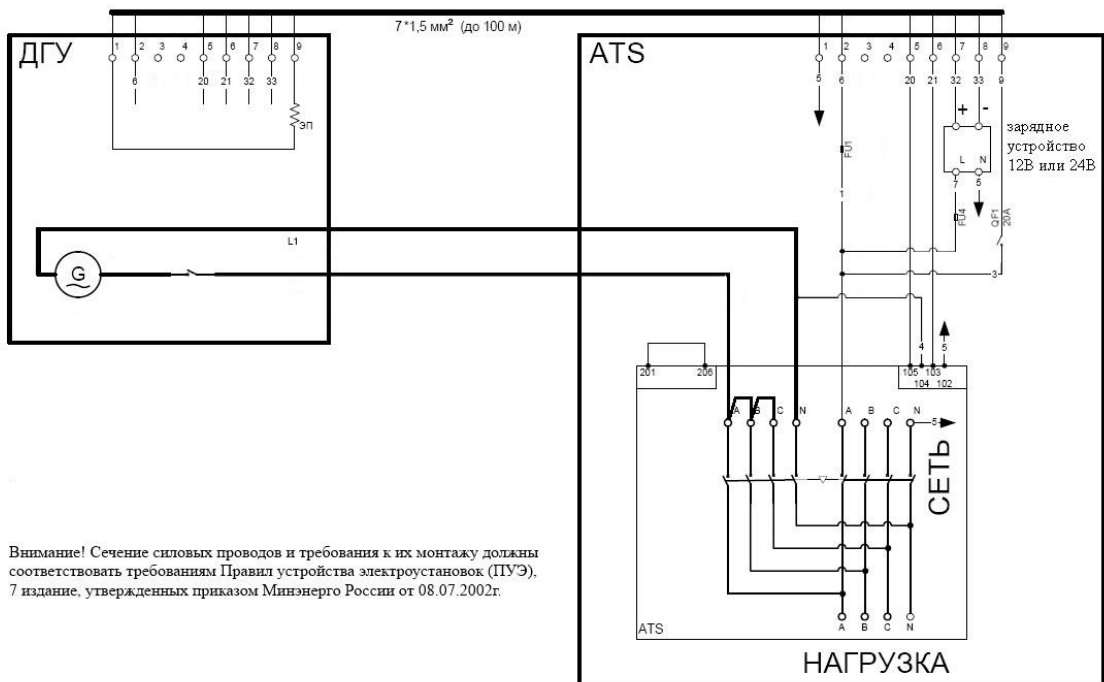 7*1,5 мм² (до 100 м)
ДГУ
1 2 3 4 5 6 7 8 9
6 20 21 32 33
ЭП
L1
G
ATS
1 2 3 4 5 6 7 8 9
5 6 20 21 32 33 9
+ -
зарядное
устройство
12В или 24В
L N
7 5
FU1
1
FU4
QF1
20A
3
4 5
201 206
105 103
104 102
A B C N A B C N
5
СЕТЬ
A B C N
ATS
НАГРУЗКА
Внимание! Сечение силовых проводов и требования к их монтажу должны
соответствовать требованиям Правил устройства электроустановок (ПУЭ),
7 издание, утвержденных приказом Минэнерго России от 08.07.2002г.